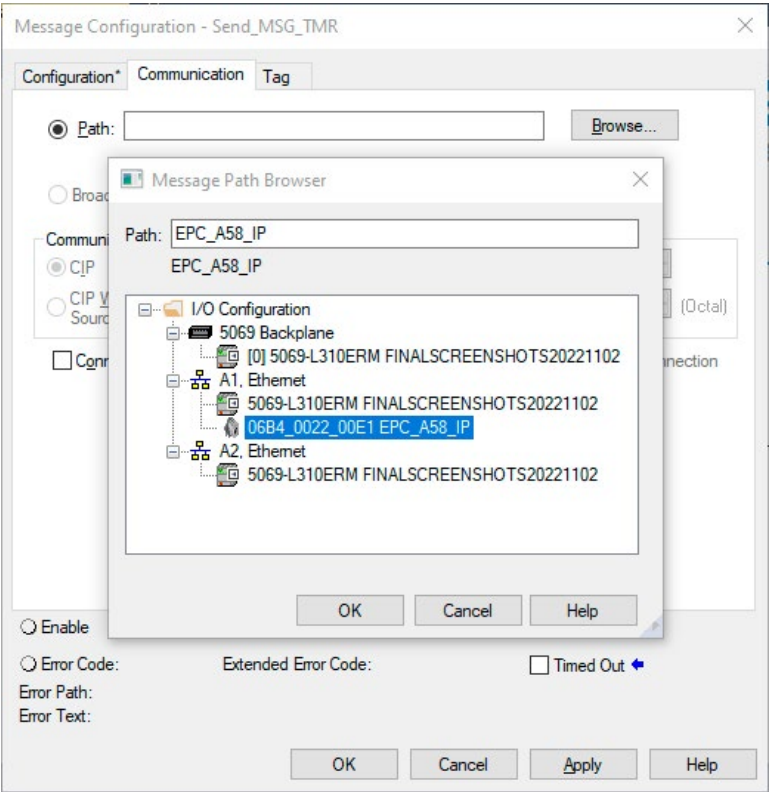 Message Configuration - Send_MSG_TMR
Configuration* Communication Tag
Path: Browse...
Message Path Browser
Path: EPC_A58_IP
EPC_A58_IP
I/O Configuration
5069 Backplane
[0] 5069-L310ERM FINALSCREENSHOTS20221102
A1, Ethernet
5069-L310ERM FINALSCREENSHOTS20221102
06B4_0022_00E1 EPC_A58_IP
A2, Ethernet
5069-L310ERM FINALSCREENSHOTS20221102
OK Cancel Help
Broad
Communi
CIP
CIP W
Sourc
(Octal)
Conr
nnection
Enable
Error Code: Extended Error Code: Timed Out
Error Path:
Error Text:
OK Cancel Apply Help